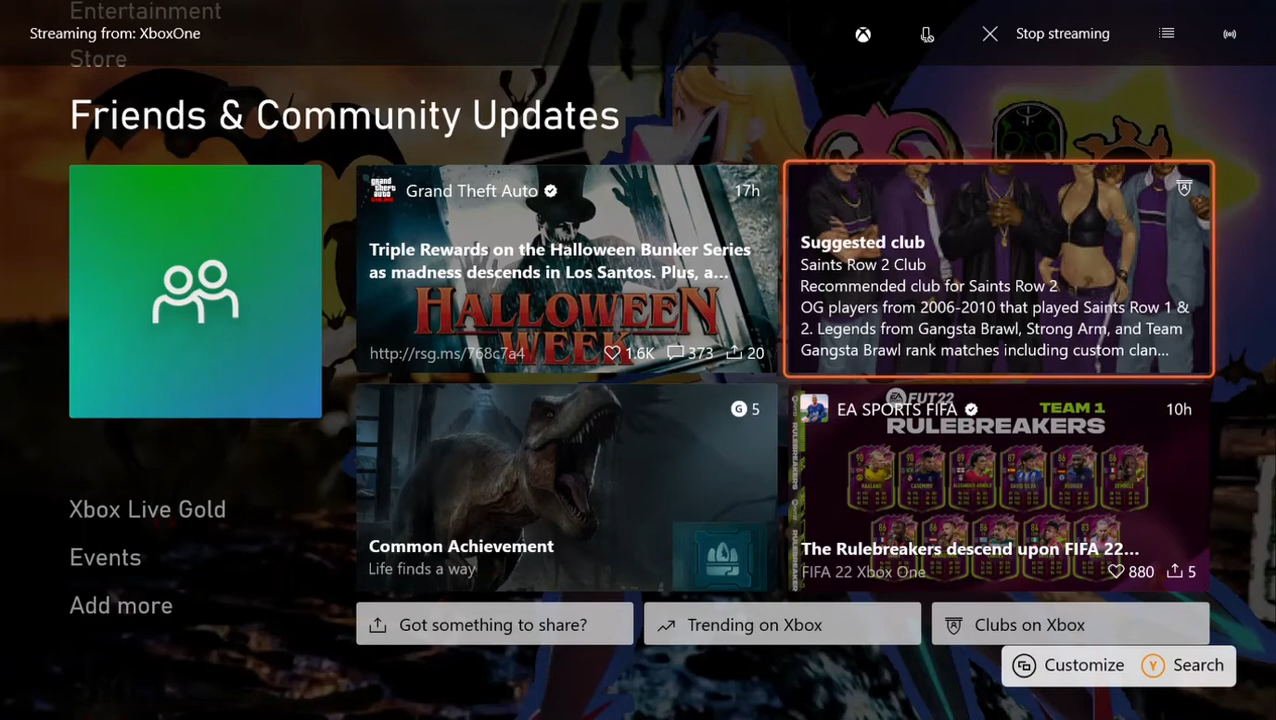 Entertainment
Streaming from: XboxOne
Stop streaming
Store
Friends & Community Updates
Grand Theft Auto
17h
Triple Rewards on the Halloween Bunker Series
as madness descends in Los Santos. Plus, a...
HALLOWEEN
WEEK
http://rsg.ms/768c7a4
1.6K
373
20
Suggested club
Saints Row 2 Club
Recommended club for Saints Row 2
OG players from 2006-2010 that played Saints Row 1 &
2. Legends from Gangsta Brawl, Strong Arm, and Team
Gangsta Brawl rank matches including custom clan...
G 5
Common Achievement
Life finds a way
EA SPORTS FIFA
10h
FUT22
TEAM 1
RULEBREAKERS
The Rulebreakers descend upon FIFA 22...
FIFA 22 Xbox One
880
5
Xbox Live Gold
Events
Add more
Got something to share?
Trending on Xbox
Clubs on Xbox
Customize
Y
Search